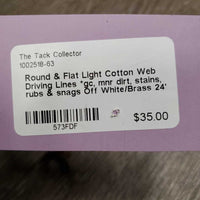 The Tack Collector
1002518-63
Round & Flat Light Cotton Web
Driving Lines *gc, mnr dirt, stains,
rubs & snags Off White/Brass 24'
$35.00
573FDF